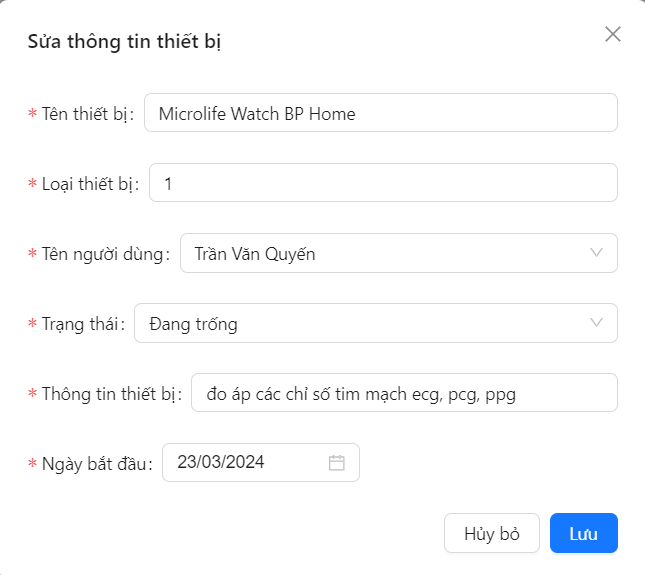 Sửa thông tin thiết bị
* Tên thiết bị: Microlife Watch BP Home
* Loại thiết bị: 1
* Tên người dùng: Trần Văn Quyến
* Trạng thái: Đang trống
* Thông tin thiết bị: đo áp các chỉ số tim mạch ecg, pcg, ppg
* Ngày bắt đầu: 23/03/2024
Hủy bỏ Lưu